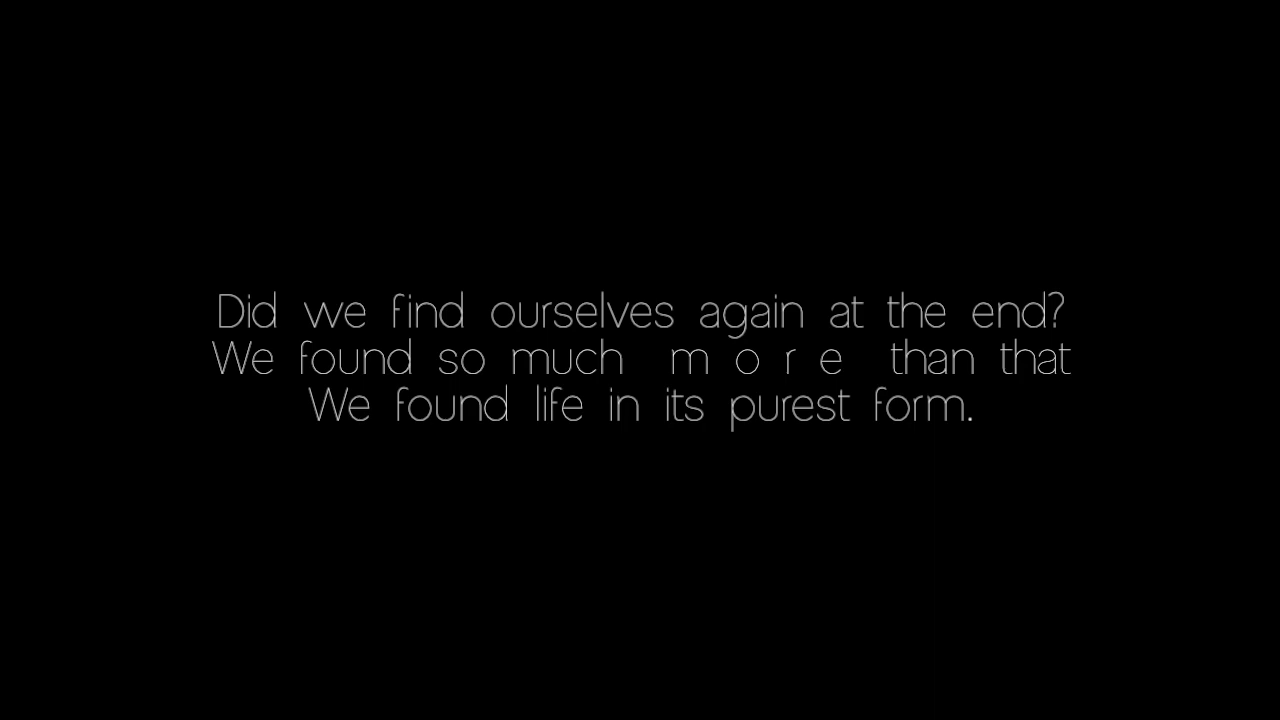 Did we find ourselves again at the end?
We found so much m o r e than that
We found life in its purest form.